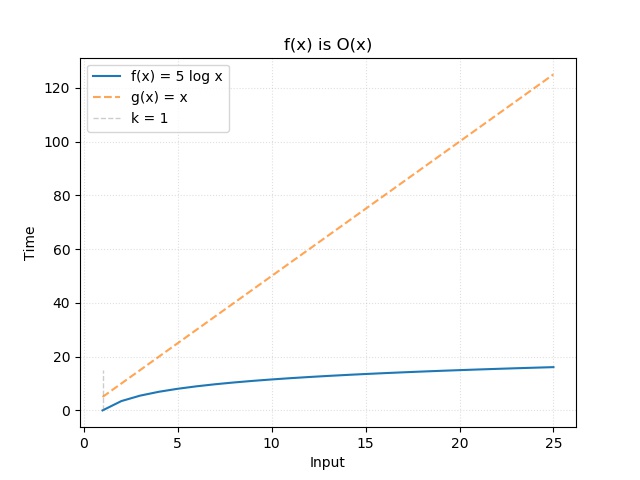 f(x) is O(x)
f(x) = 5 log x
g(x) = x
k = 1
Time
120
100
80
60
40
20
0
0 5 10 15 20 25
Input